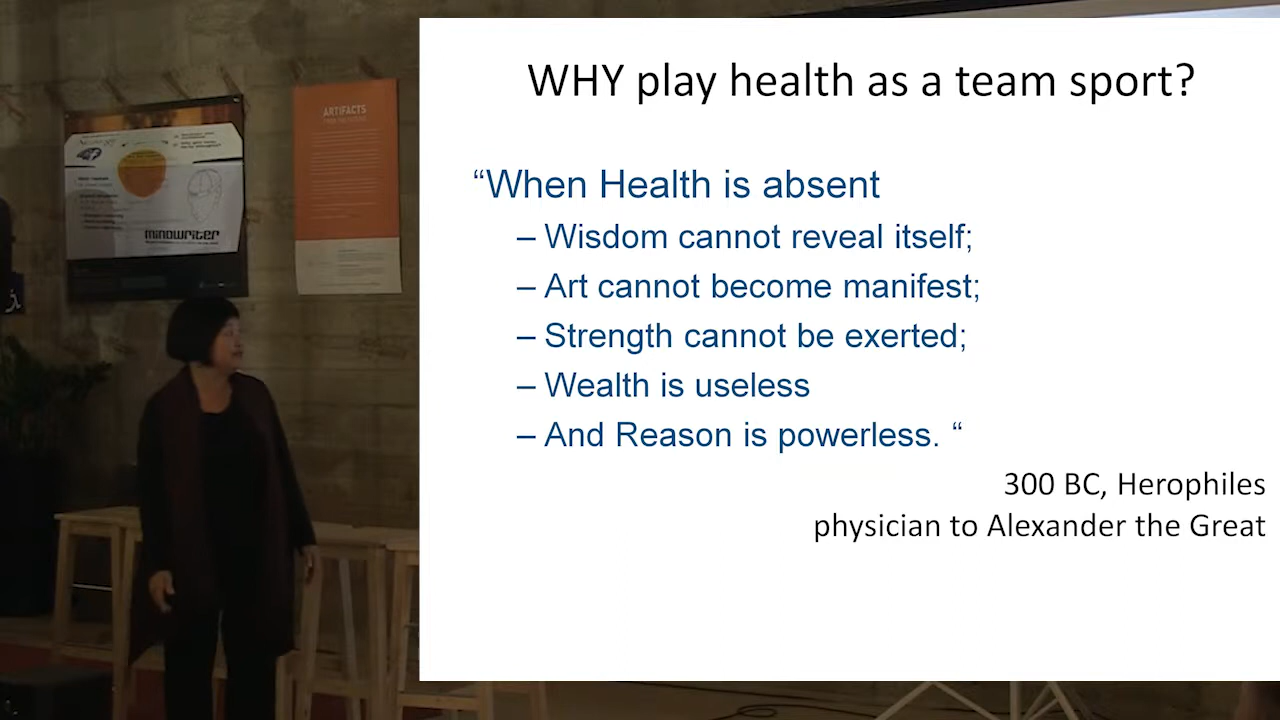 WHY play health as a team sport?
“When Health is absent
– Wisdom cannot reveal itself;
– Art cannot become manifest;
– Strength cannot be exerted;
– Wealth is useless
– And Reason is powerless. “
300 BC, Herophiles
physician to Alexander the Great
ARTIFACTS
mindwriter